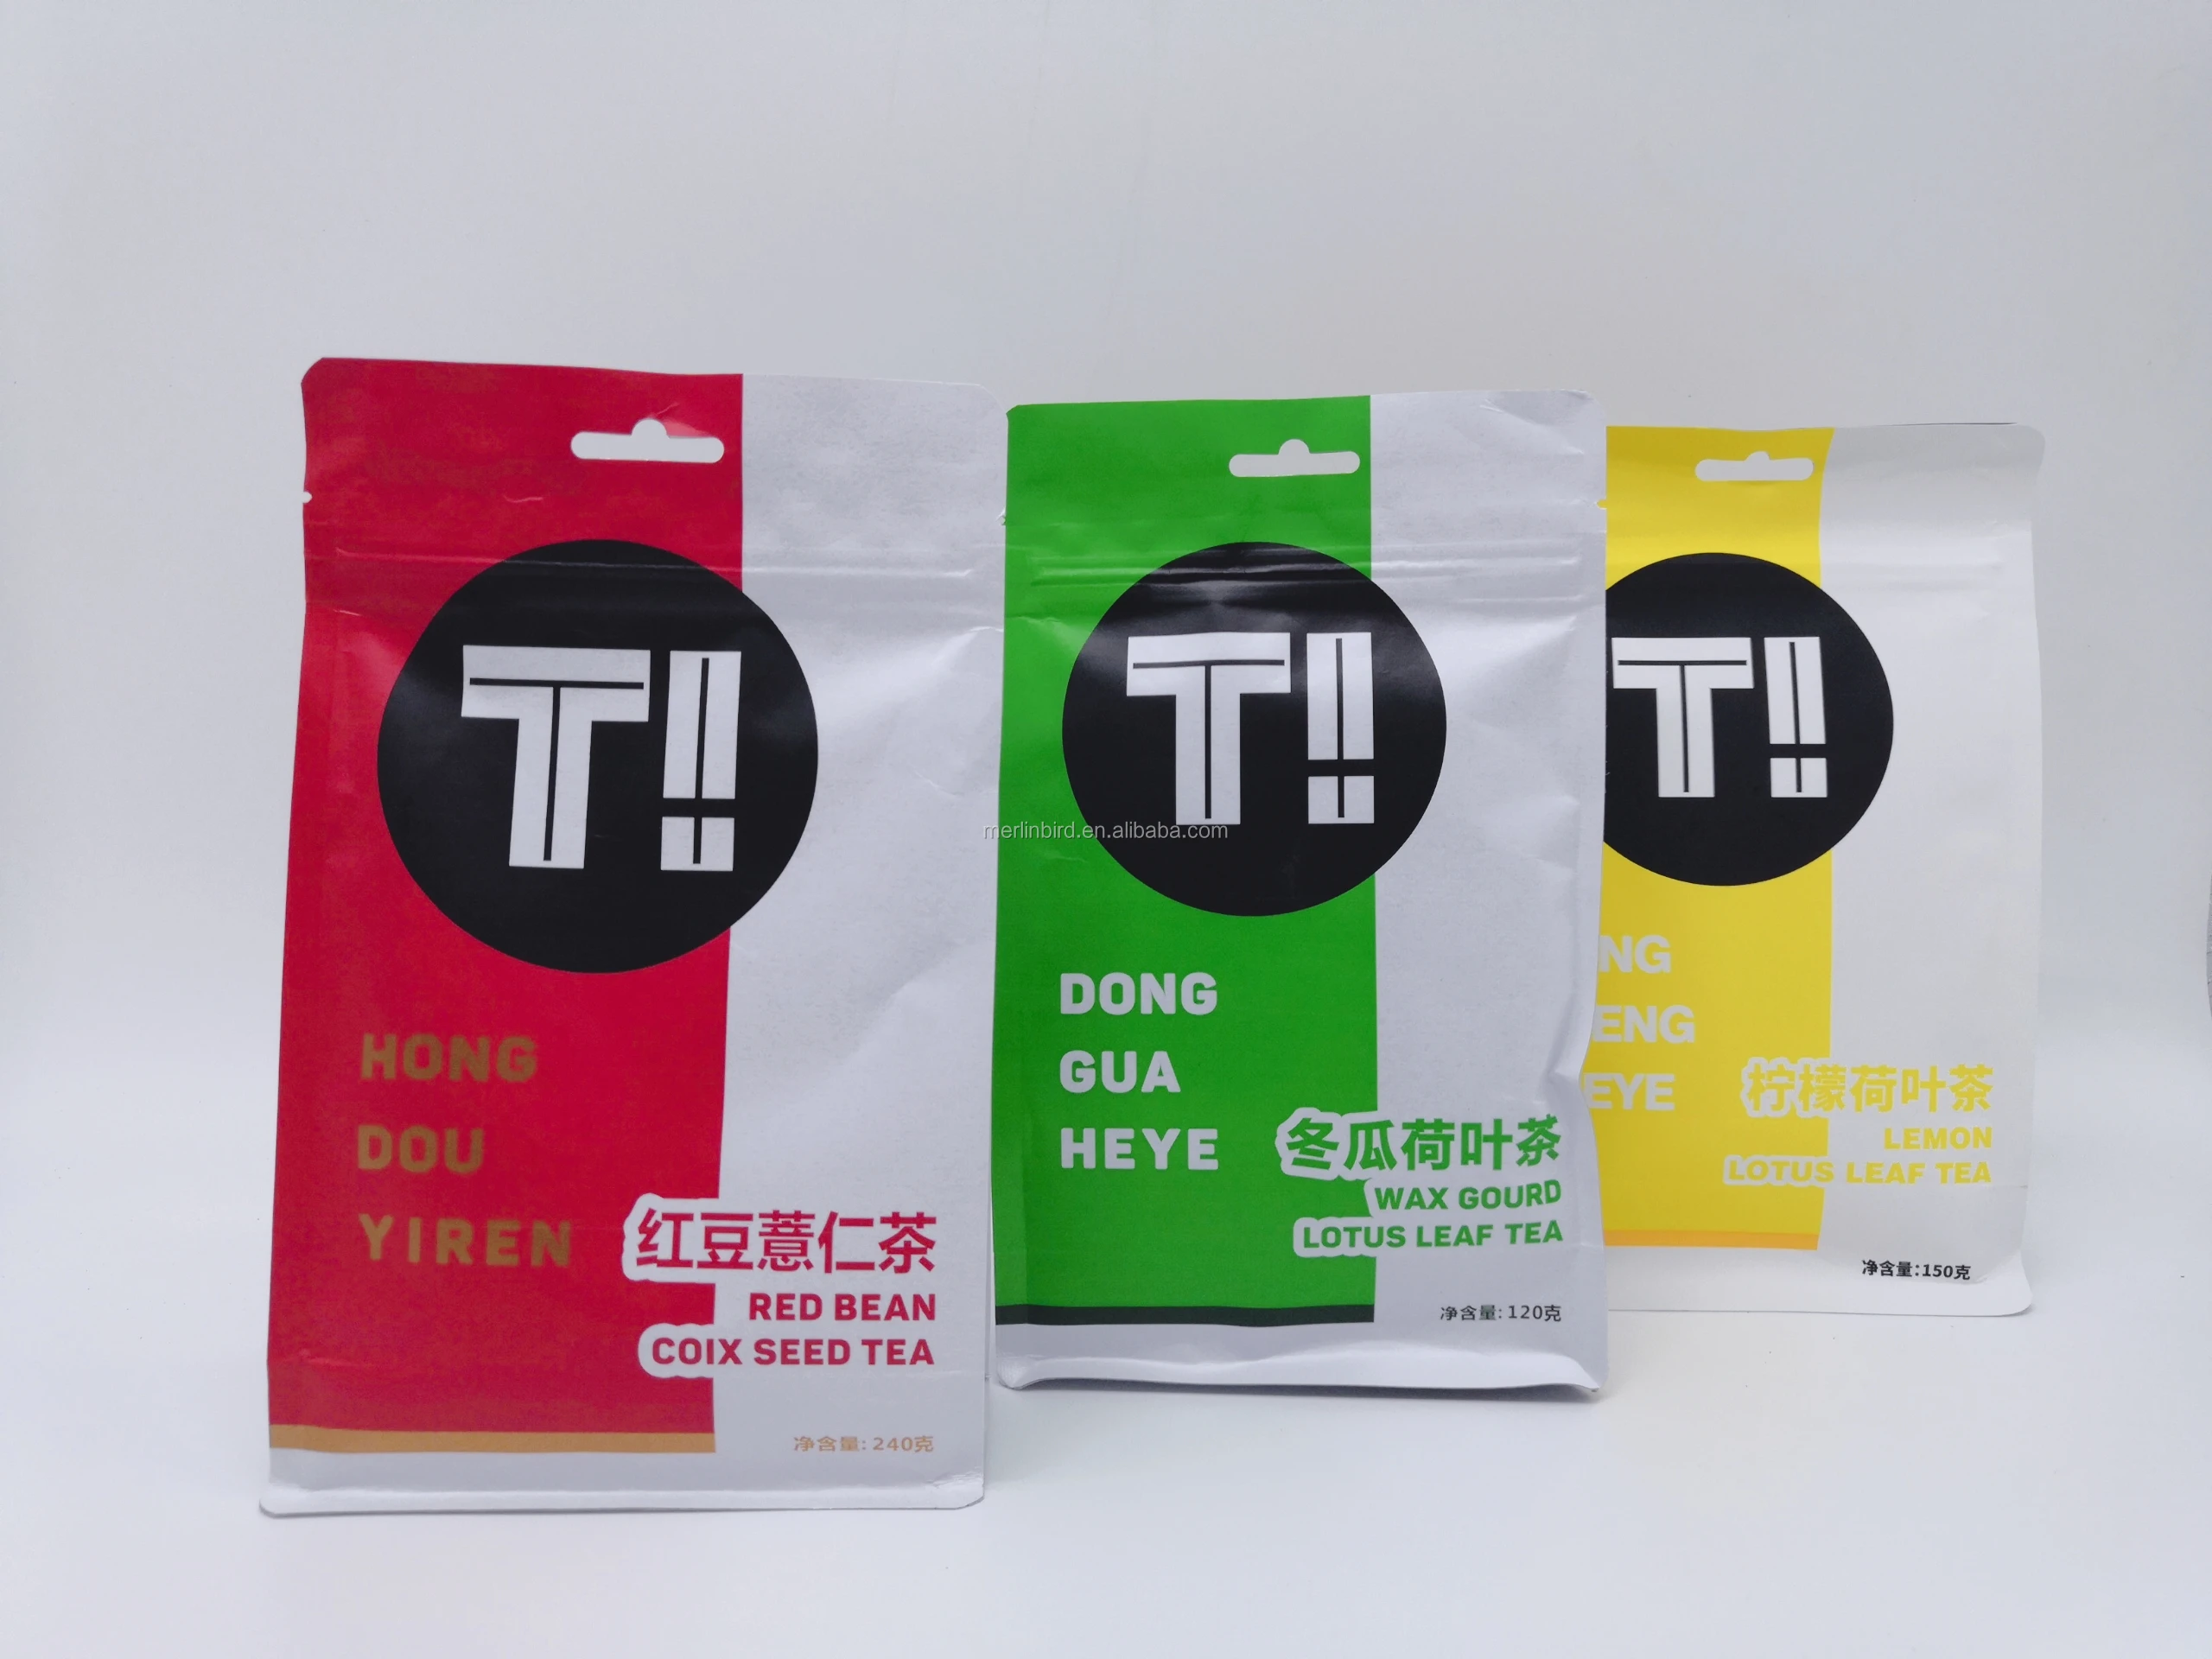 T!
HONG
DOU
YIREN
红豆薏仁茶
RED BEAN
COIX SEED TEA
净含量: 240克
T!
DONG
GUA
HEYE
冬瓜荷叶茶
WAX GOURD
LOTUS LEAF TEA
净含量: 120克
T!
NG
ENG
EYE
柠檬荷叶茶
LEMON
LOTUS LEAF TEA
净含量:150克
merlinbird.en.alibaba.com